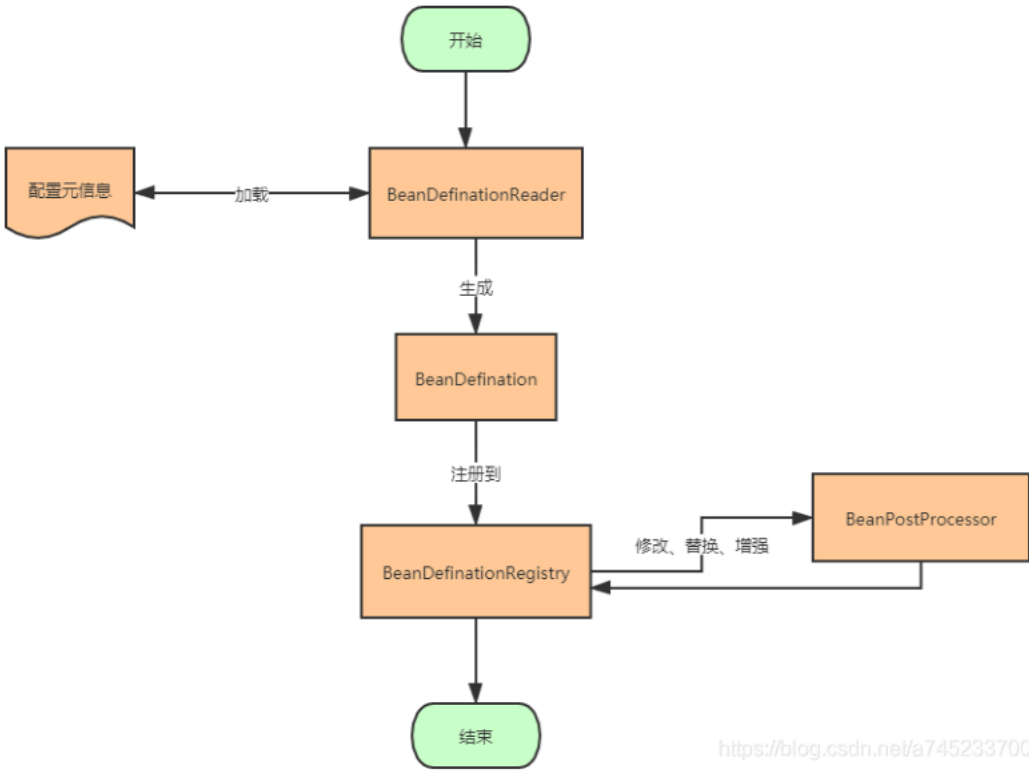 开始
配置元信息
加载
BeanDefinationReader
生成
BeanDefination
注册到
BeanDefinationRegistry
修改、替换、增强
BeanPostProcessor
结束
https://blog.csdn.net/a745233700